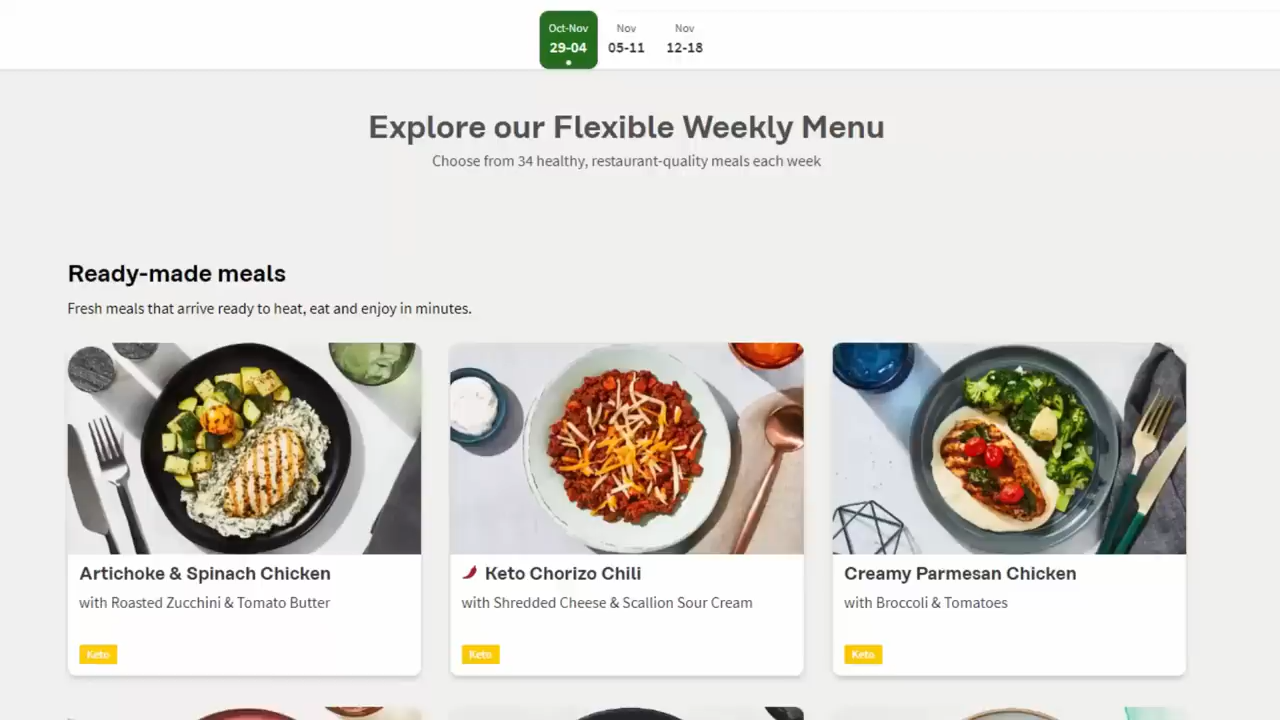 Oct-Nov
29-04
Nov
05-11
Nov
12-18
Explore our Flexible Weekly Menu
Choose from 34 healthy, restaurant-quality meals each week
Ready-made meals
Fresh meals that arrive ready to heat, eat and enjoy in minutes.
Artichoke & Spinach Chicken
with Roasted Zucchini & Tomato Butter
Keto
Keto Chorizo Chili
with Shredded Cheese & Scallion Sour Cream
Keto
Creamy Parmesan Chicken
with Broccoli & Tomatoes
Keto